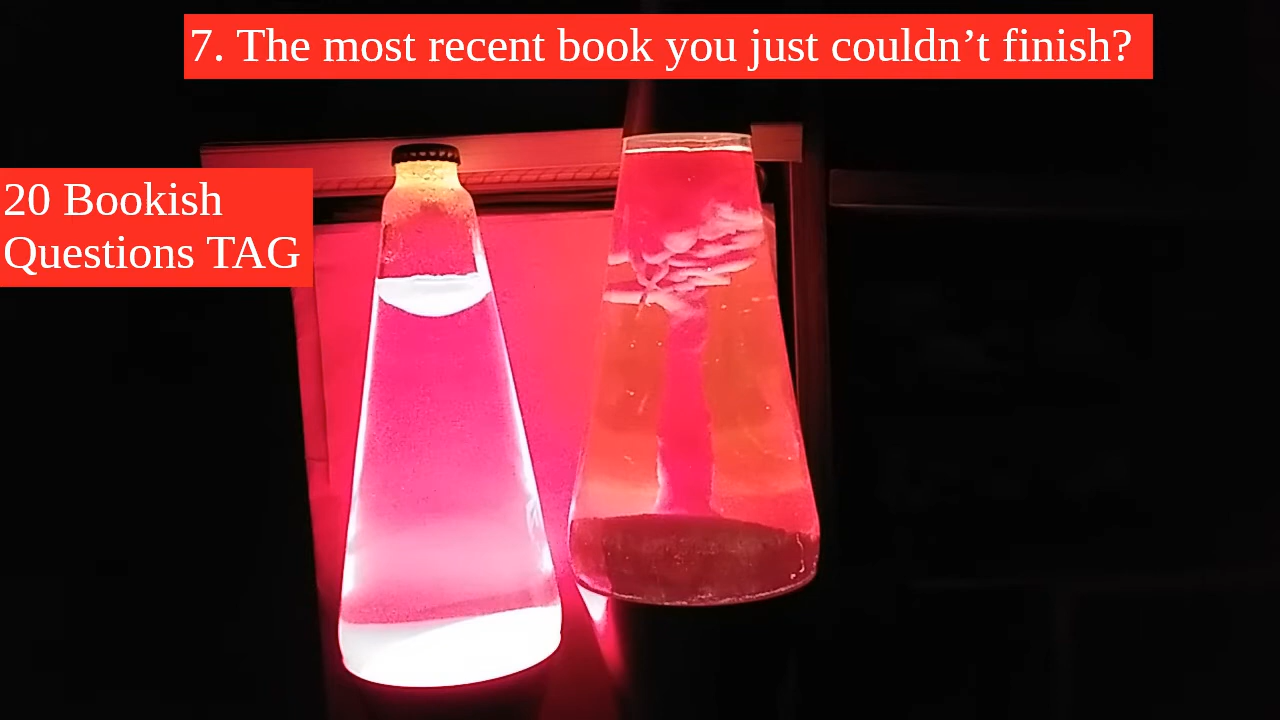 7. The most recent book you just couldn’t finish?
20 Bookish
Questions TAG